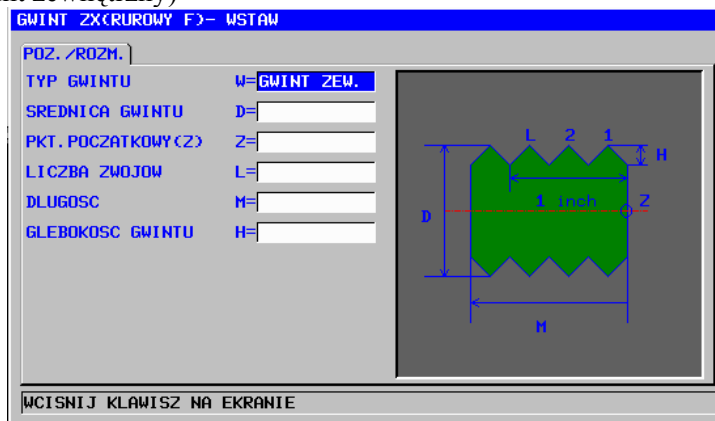 GWINT ZX(RUROWY F)- WSTAW
POZ./ROZM.
TYP GWINTU W=GWINT ZEW.
SREDNICA GWINTU D=
PKT.POCZATKOWY(Z) Z=
LICZBA ZWOJOW L=
DLUGOSC M=
GLEBOKOSC GWINTU H=
L 2 1
H
1 inch Z
D
M
WCISNIJ KLAWISZ NA EKRANIE